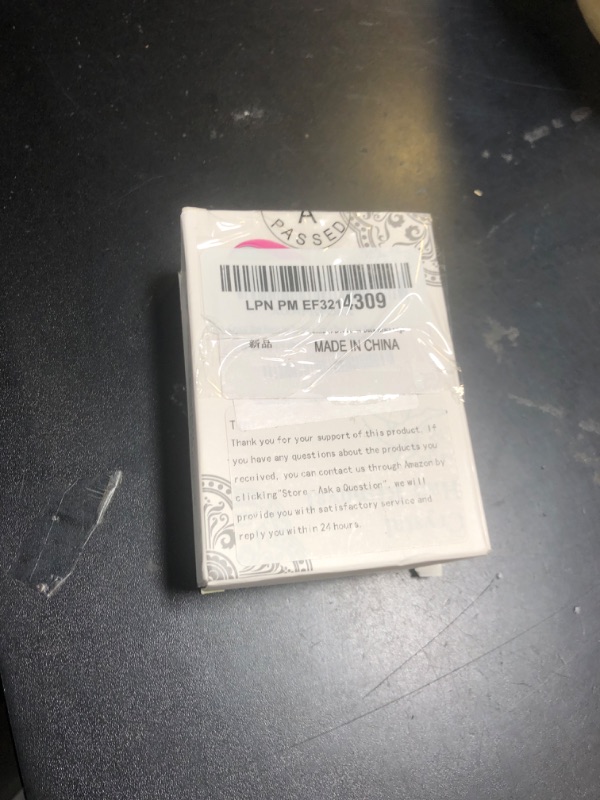 A
PASSED
LPN PM EF3214309
新品
MADE IN CHINA
T
Thank you for your support of this product. If
you have any questions about the products you
received, you can contact us through Amazon by
clicking"Store - Ask a Question", we will
provide you with satisfactory service and
reply you within 24 hours.